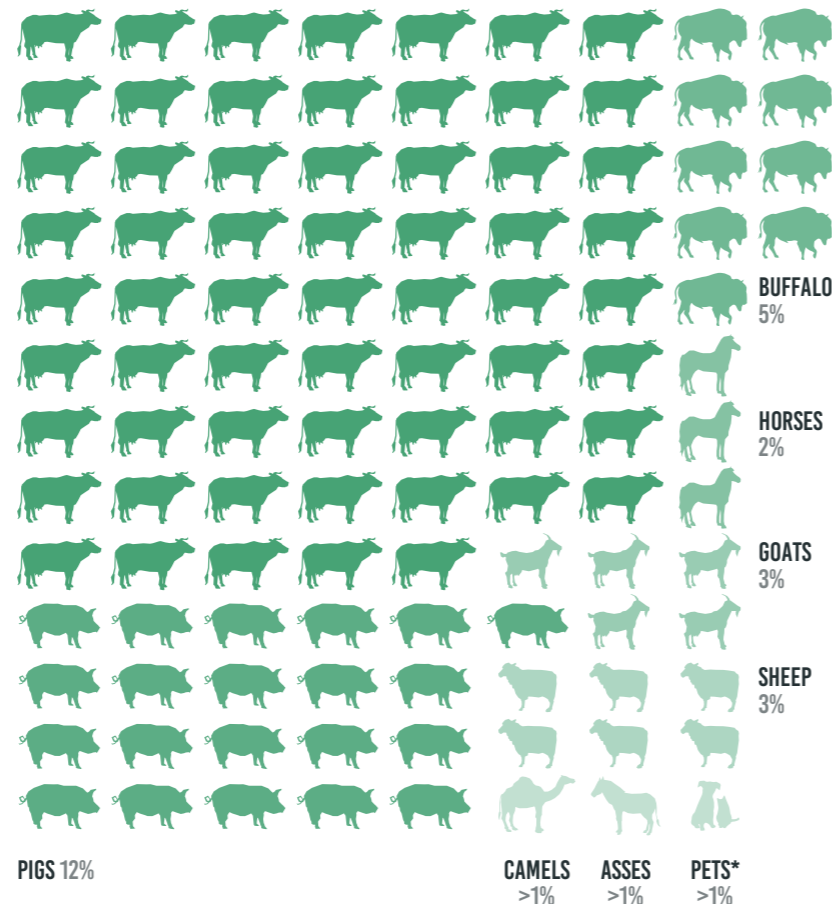 BUFFALO
5%
HORSES
2%
GOATS
3%
SHEEP
3%
PIGS 12%
CAMELS
>1%
ASSES
>1%
PETS*
>1%